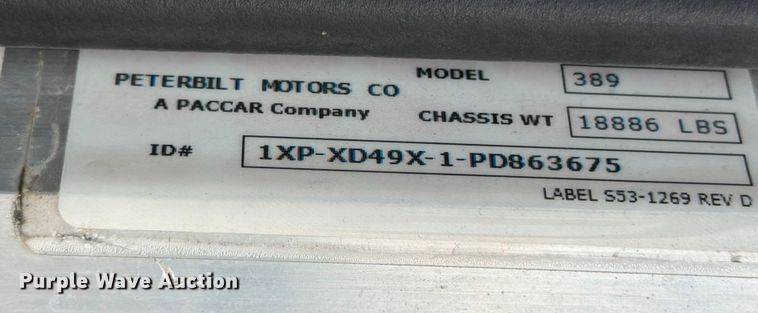 PETERBILT MOTORS CO MODEL 389
A PACCAR Company CHASSIS WT 18886 LBS
ID# 1XP-XD49X-1-PD863675
LABEL S53-1269 REV D
Purple Wave Auction